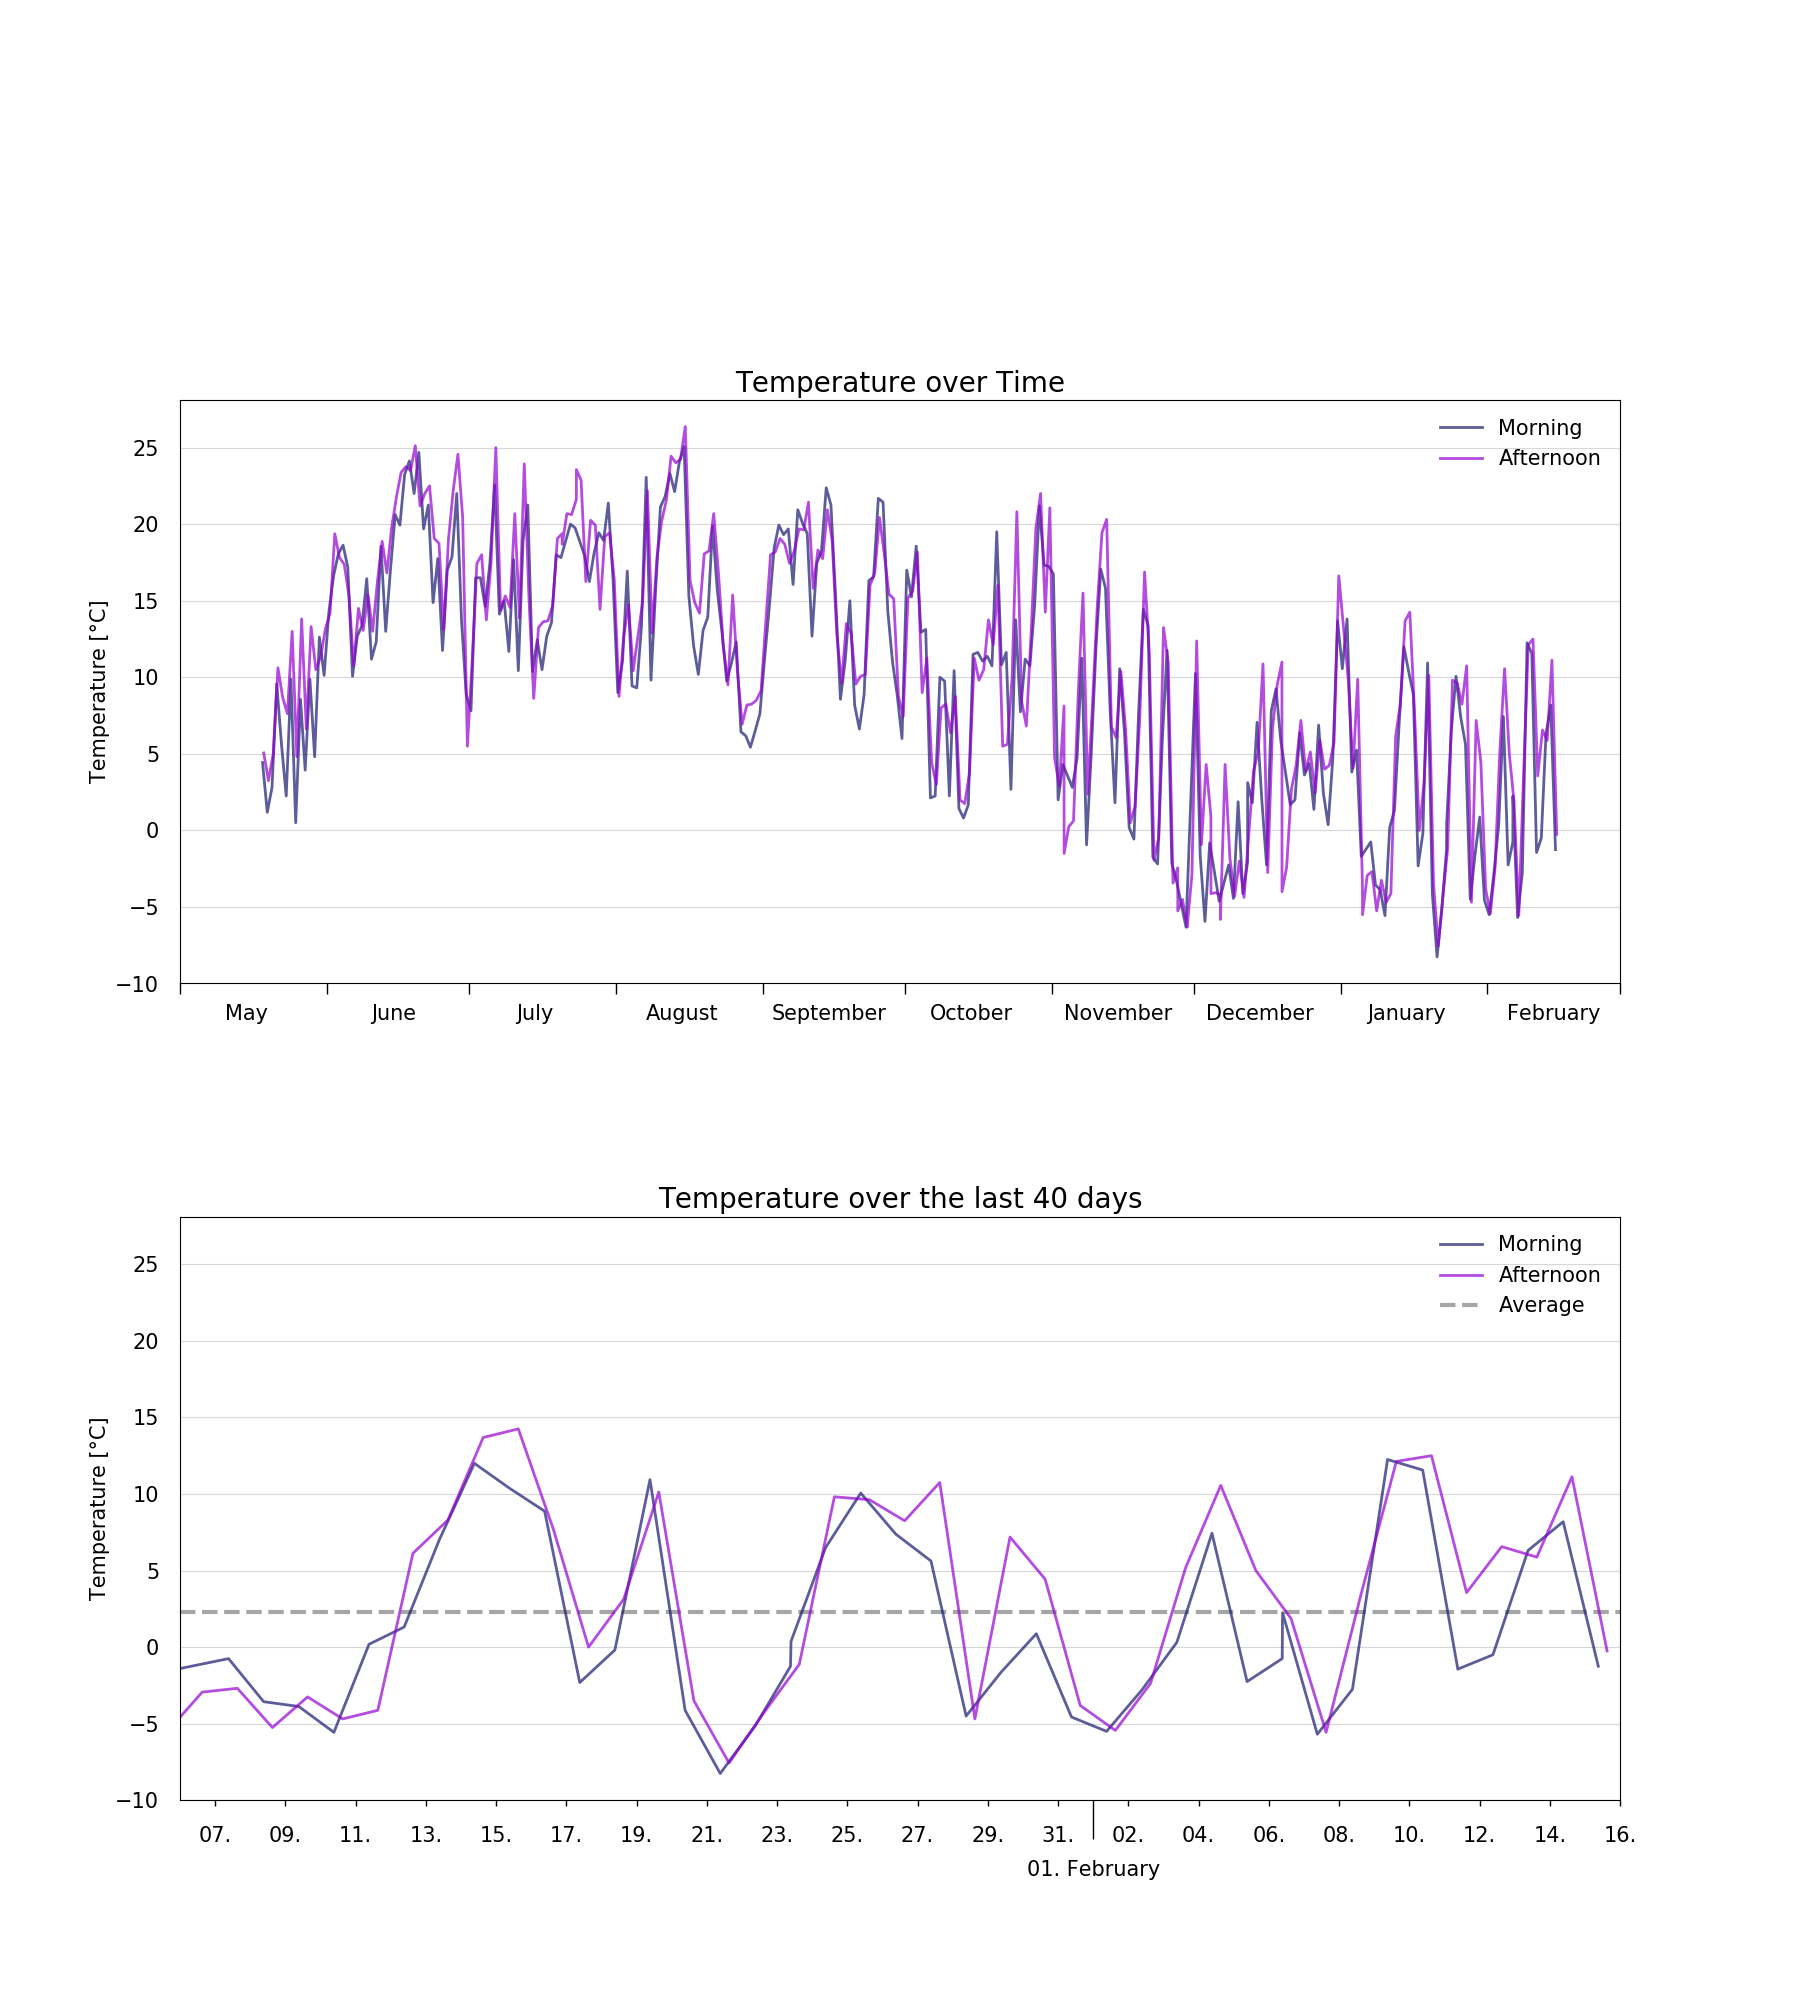 Temperature over Time
Temperature [°C]
25
20
15
10
5
0
−5
−10
Morning
Afternoon
May June July August September October November December January February
Temperature over the last 40 days
Temperature [°C]
25
20
15
10
5
0
−5
−10
Morning
Afternoon
Average
07. 09. 11. 13. 15. 17. 19. 21. 23. 25. 27. 29. 31. 02. 04. 06. 08. 10. 12. 14. 16.
01. February